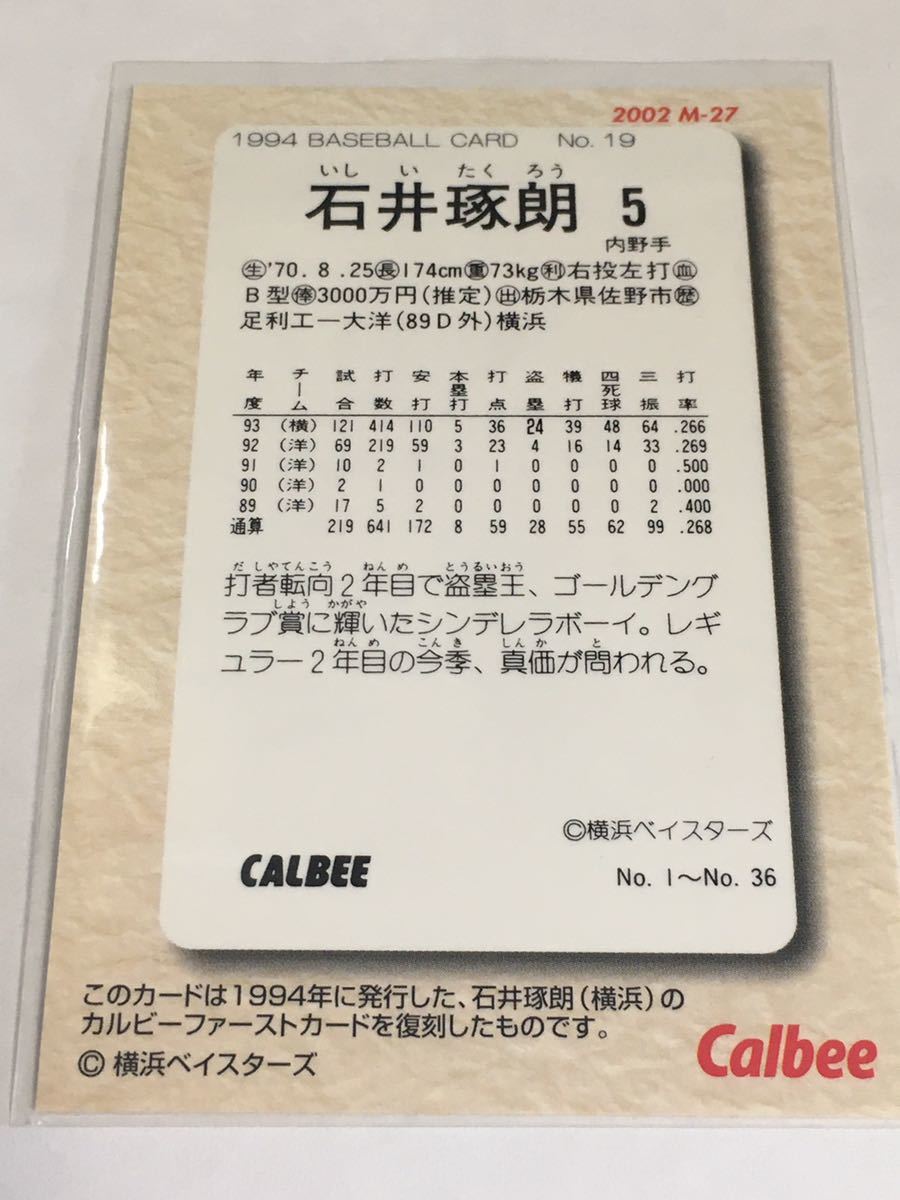 2002 M-27
1994 BASEBALL CARD No. 19
いし い たく ろう
石井琢朗 5
内野手
生'70. 8 .25長174cm重73kg利右投左打血
B型俸3000万円(推定)出栃木県佐野市歴
足利工―大洋(89D外)横浜
年度 チーム 試合 打数 安打 本塁打 打点 盗塁 犠打 四死球 三振 打率
93 (横) 121 414 110 5 36 24 39 48 64 .266
92 (洋) 69 219 59 3 23 4 16 14 33 .269
91 (洋) 10 2 1 0 1 0 0 0 0 .500
90 (洋) 2 1 0 0 0 0 0 0 0 .000
89 (洋) 17 5 2 0 0 0 0 0 2 .400
通算 219 641 172 8 59 28 55 62 99 .268
だ しゃてんこう ねん め とうるいおう
打者転向2年目で盗塁王、ゴールデング
しょう かがや
ラブ賞に輝いたシンデレラボーイ。レギ
ねんめ こんき しんか と
ュラー2年目の今季、真価が問われる。
©横浜ベイスターズ
CALBEE
No. 1～No. 36
このカードは1994年に発行した、石井琢朗(横浜)の
カルビーファーストカードを復刻したものです。
© 横浜ベイスターズ
Calbee